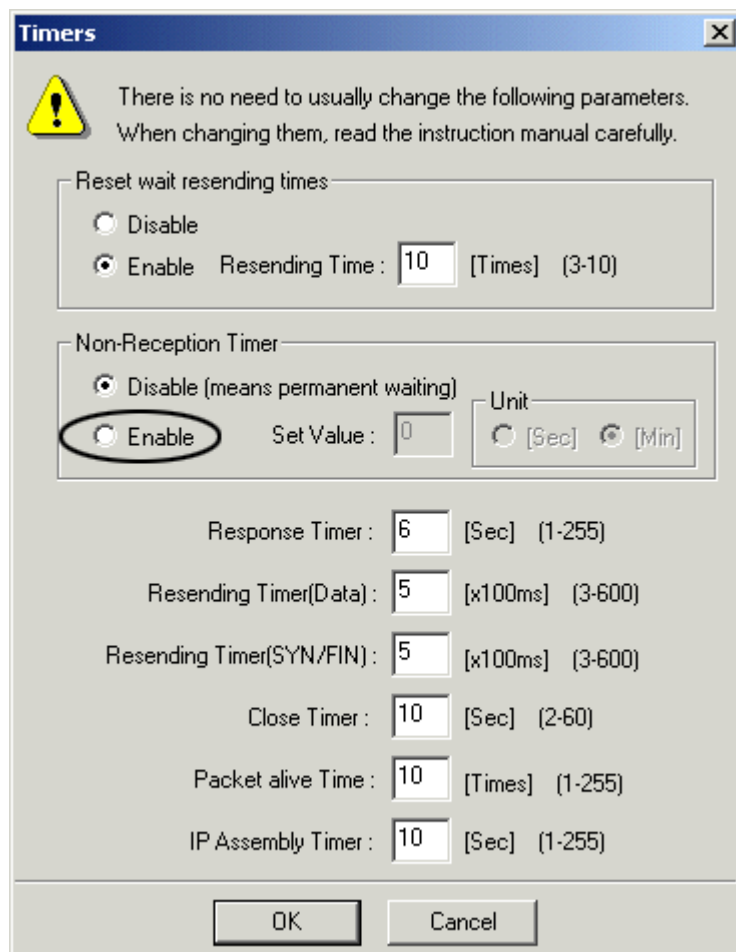 Timers
There is no need to usually change the following parameters.
When changing them, read the instruction manual carefully.
Reset wait resending times
Disable
Enable Resending Time : 10 [Times] (3-10)
Non-Reception Timer
Disable (means permanent waiting)
Unit
Enable Set Value : 0 [Sec] [Min]
Response Timer : 6 [Sec] (1-255)
Resending Timer(Data) : 5 [x100ms] (3-600)
Resending Timer(SYN/FIN) : 5 [x100ms] (3-600)
Close Timer : 10 [Sec] (2-60)
Packet alive Time : 10 [Times] (1-255)
IP Assembly Timer : 10 [Sec] (1-255)
OK Cancel